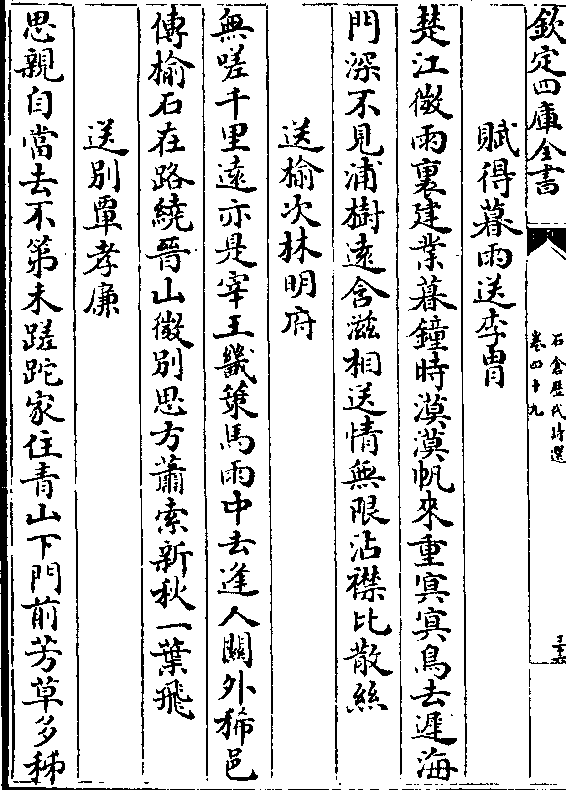 欽定四庫全書
石倉歷代詩選
卷四十九
賦得暮雨送李冑
楚江微雨裏建業暮鐘時漠漠帆來重冥冥鳥去遲海
門深不見浦樹遠含滋相送情無限沾襟比散絲
送榆次林明府
無嗟千里遠亦是宰王畿策馬雨中去逢人關外稀邑
傳榆石在路繞晉山微別思方蕭索新秋一葉飛
送別覃孝廉
思親自當去不第未蹉跎家住青山下門前芳草多秭